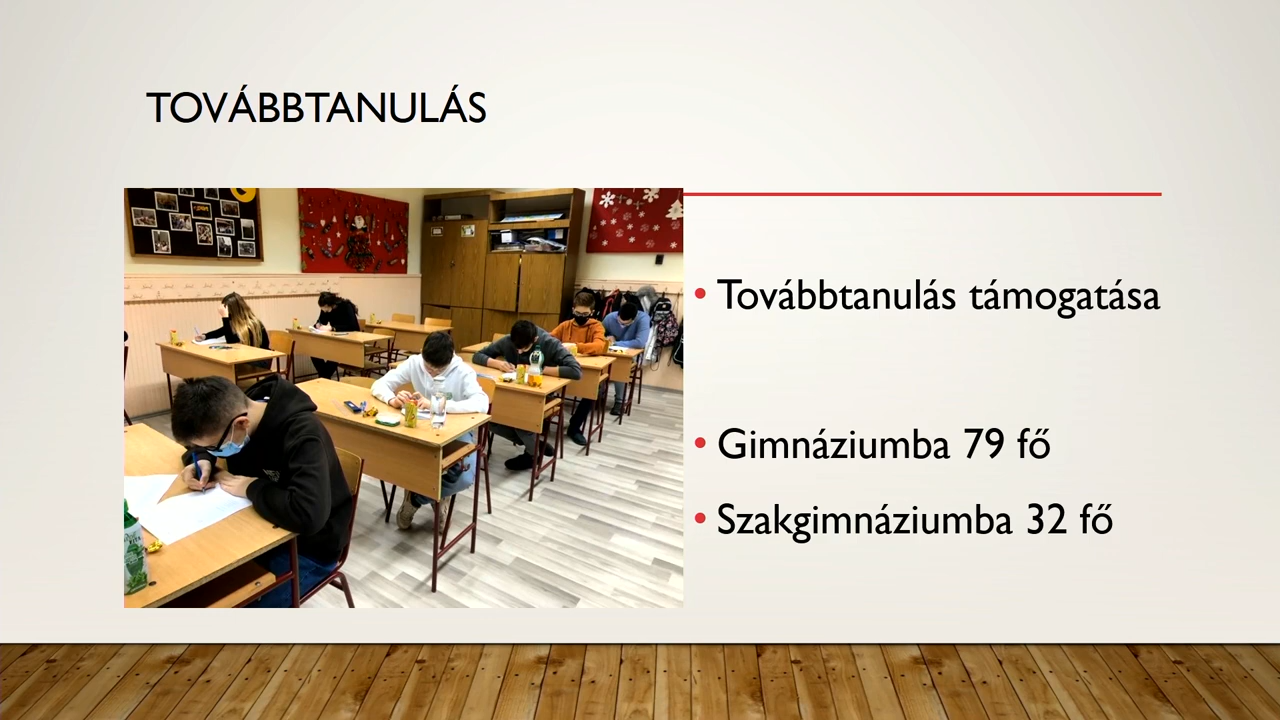 TOVÁBBTANULÁS
• Továbbtanulás támogatása
• Gimnáziumba 79 fő
• Szakgimnáziumba 32 fő